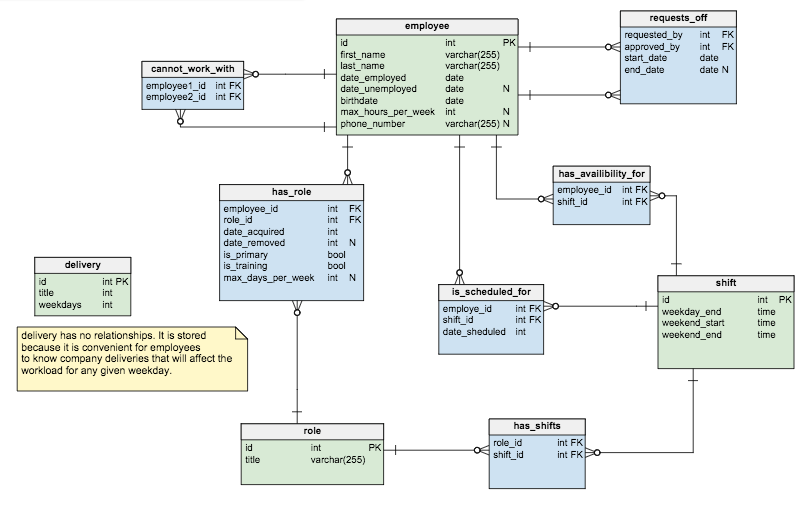 employee
id int PK
first_name varchar(255)
last_name varchar(255)
date_employed date
date_unemployed date N
birthdate date
max_hours_per_week int N
phone_number varchar(255) N
requests_off
requested_by int FK
approved_by int FK
start_date date
end_date date N
cannot_work_with
employee1_id int FK
employee2_id int FK
has_availibility_for
employee_id int FK
shift_id int FK
has_role
employee_id int FK
role_id int FK
date_acquired int
date_removed int N
is_primary bool
is_training bool
max_days_per_week int N
delivery
id int PK
title int
weekdays int
is_scheduled_for
employe_id int FK
shift_id int FK
date_sheduled int
shift
id int PK
weekday_end time
weekend_start time
weekend_end time
delivery has no relationships. It is stored
because it is convenient for employees
to know company deliveries that will affect the
workload for any given weekday.
role
id int PK
title varchar(255)
has_shifts
role_id int FK
shift_id int FK